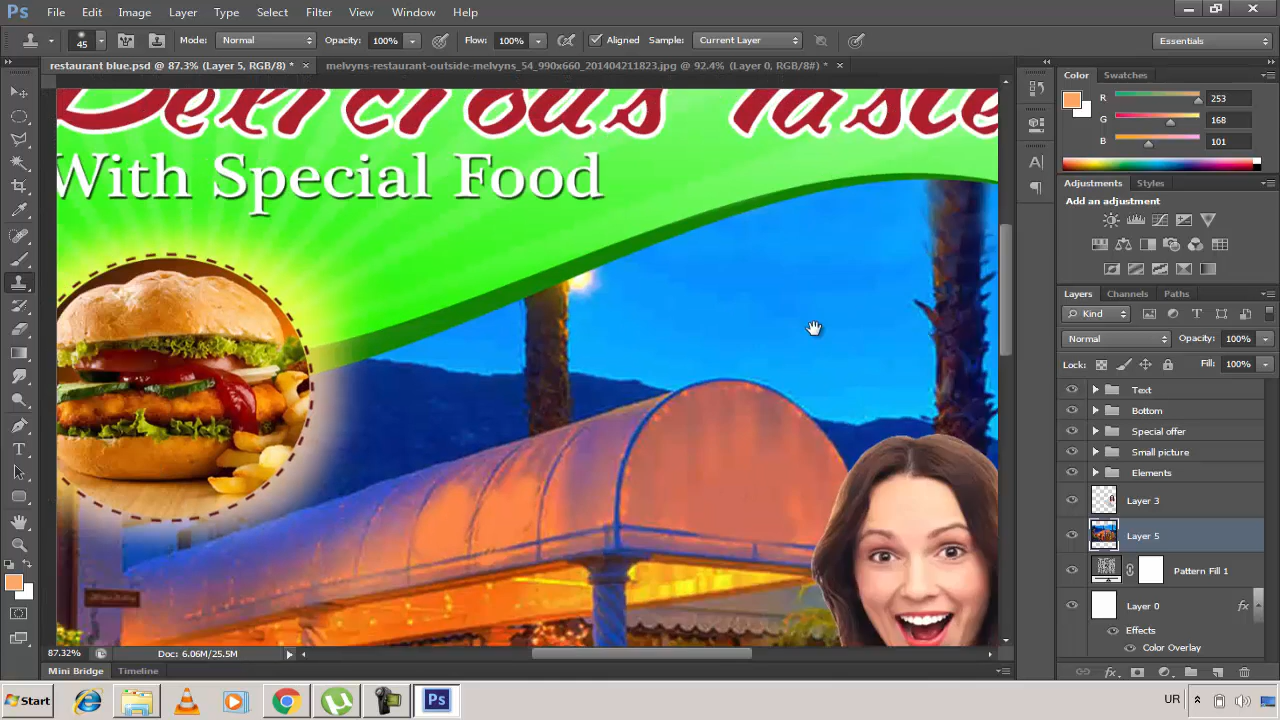 Ps File Edit Image Layer Type Select Filter View Window Help
45 Mode: Normal Opacity: 100% Flow: 100% Aligned Sample: Current Layer Essentials
restaurant blue.psd @ 87.3% (Layer 5, RGB/8) * × melvyns-restaurant-outside-melvyns_54_990x660_201404211823.jpg @ 92.4% (Layer 0, RGB/8#) * ×
Color Swatches
R 253
G 168
B 101
Delicious Taste
With Special Food
Adjustments Styles
Add an adjustment
Layers Channels Paths
Kind
Normal Opacity: 100%
Lock: Fill: 100%
Text
Bottom
Special offer
Small picture
Elements
Layer 3
Layer 5
Pattern Fill 1
Layer 0 fx
Effects
Color Overlay
87.32% Doc: 6.06M/25.5M
Mini Bridge Timeline
Start Ps UR